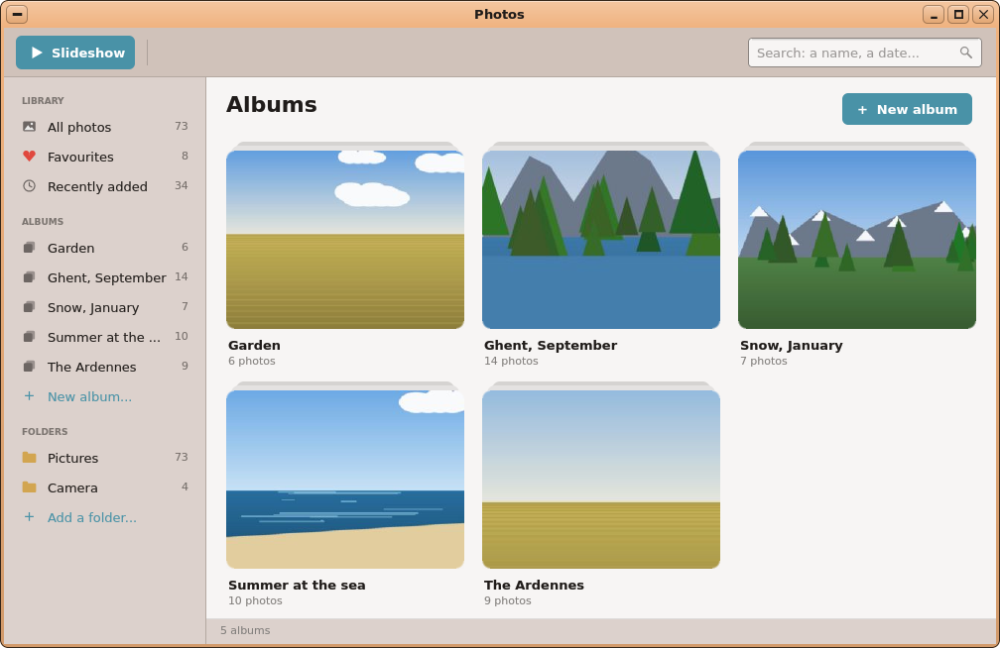 Photos
Slideshow
Search: a name, a date...
LIBRARY
All photos 73
Favourites 8
Recently added 34
ALBUMS
Garden 6
Ghent, September 14
Snow, January 7
Summer at the ... 10
The Ardennes 9
+ New album...
FOLDERS
Pictures 73
Camera 4
+ Add a folder...
Albums
+ New album
Garden
6 photos
Ghent, September
14 photos
Snow, January
7 photos
Summer at the sea
10 photos
The Ardennes
9 photos
5 albums